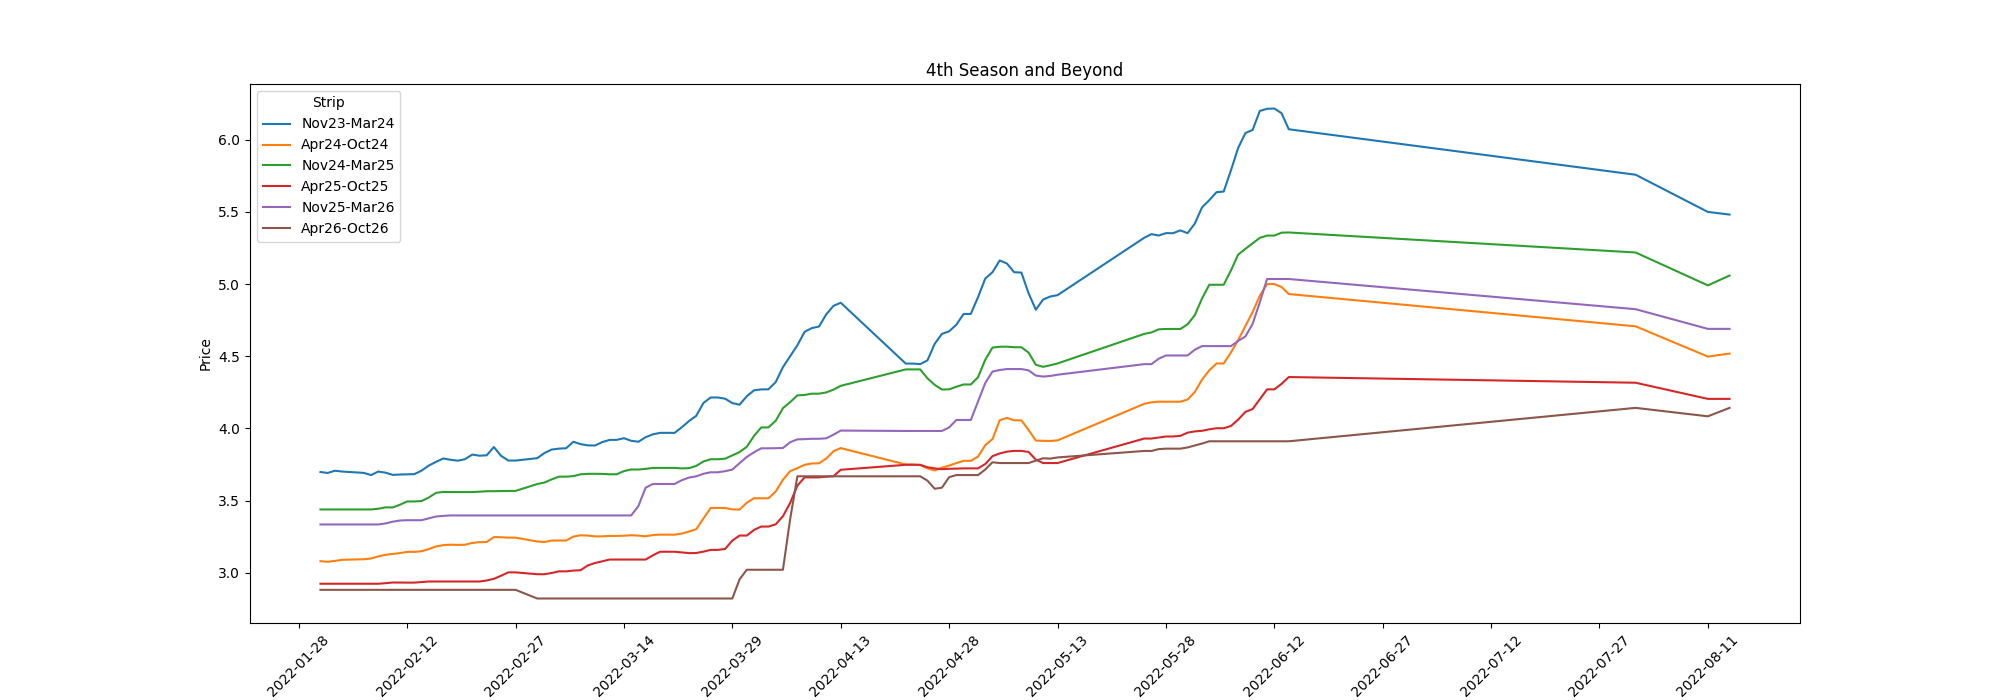 4th Season and Beyond
Strip
Nov23-Mar24
Apr24-Oct24
Nov24-Mar25
Apr25-Oct25
Nov25-Mar26
Apr26-Oct26
Price
6.0
5.5
5.0
4.5
4.0
3.5
3.0
2022-01-28
2022-02-12
2022-02-27
2022-03-14
2022-03-29
2022-04-13
2022-04-28
2022-05-13
2022-05-28
2022-06-12
2022-06-27
2022-07-12
2022-07-27
2022-08-11